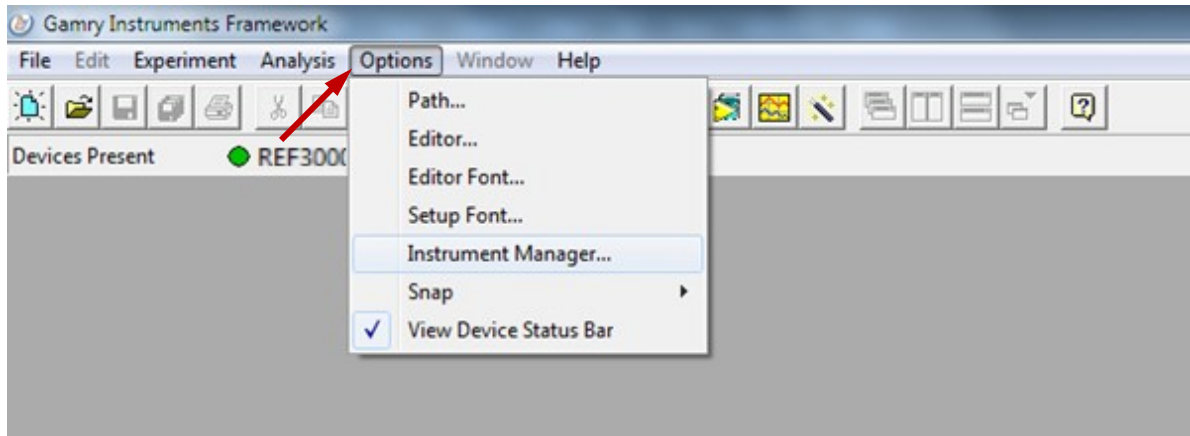 Gamry Instruments Framework
File Edit Experiment Analysis Options Window Help
Path...
Editor...
Devices Present REF3000
Editor Font...
Setup Font...
Instrument Manager...
Snap
View Device Status Bar